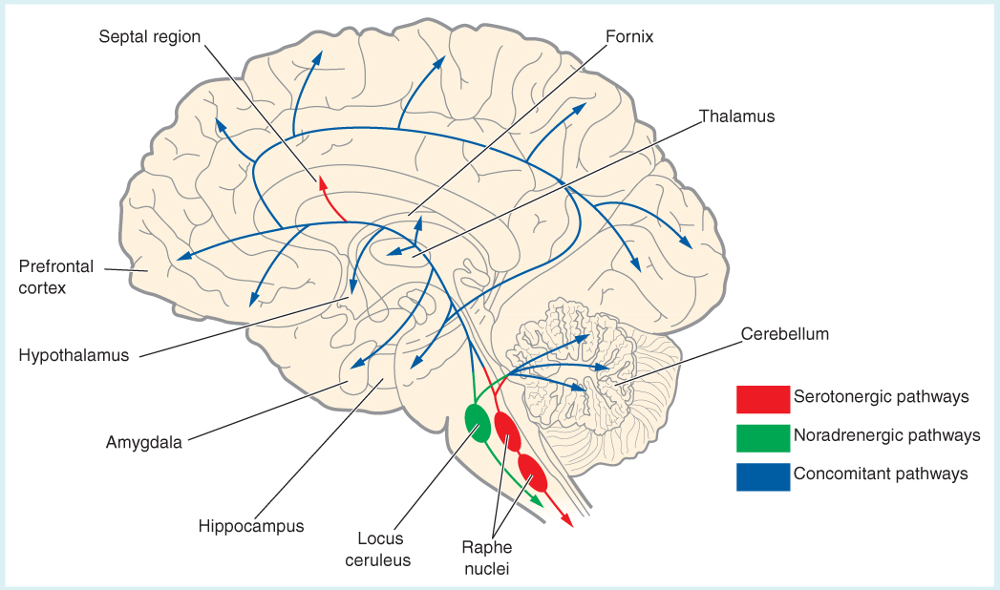 Septal region
Fornix
Thalamus
Prefrontal
cortex
Hypothalamus
Cerebellum
Serotonergic pathways
Noradrenergic pathways
Concomitant pathways
Amygdala
Hippocampus
Locus
ceruleus
Raphe
nuclei